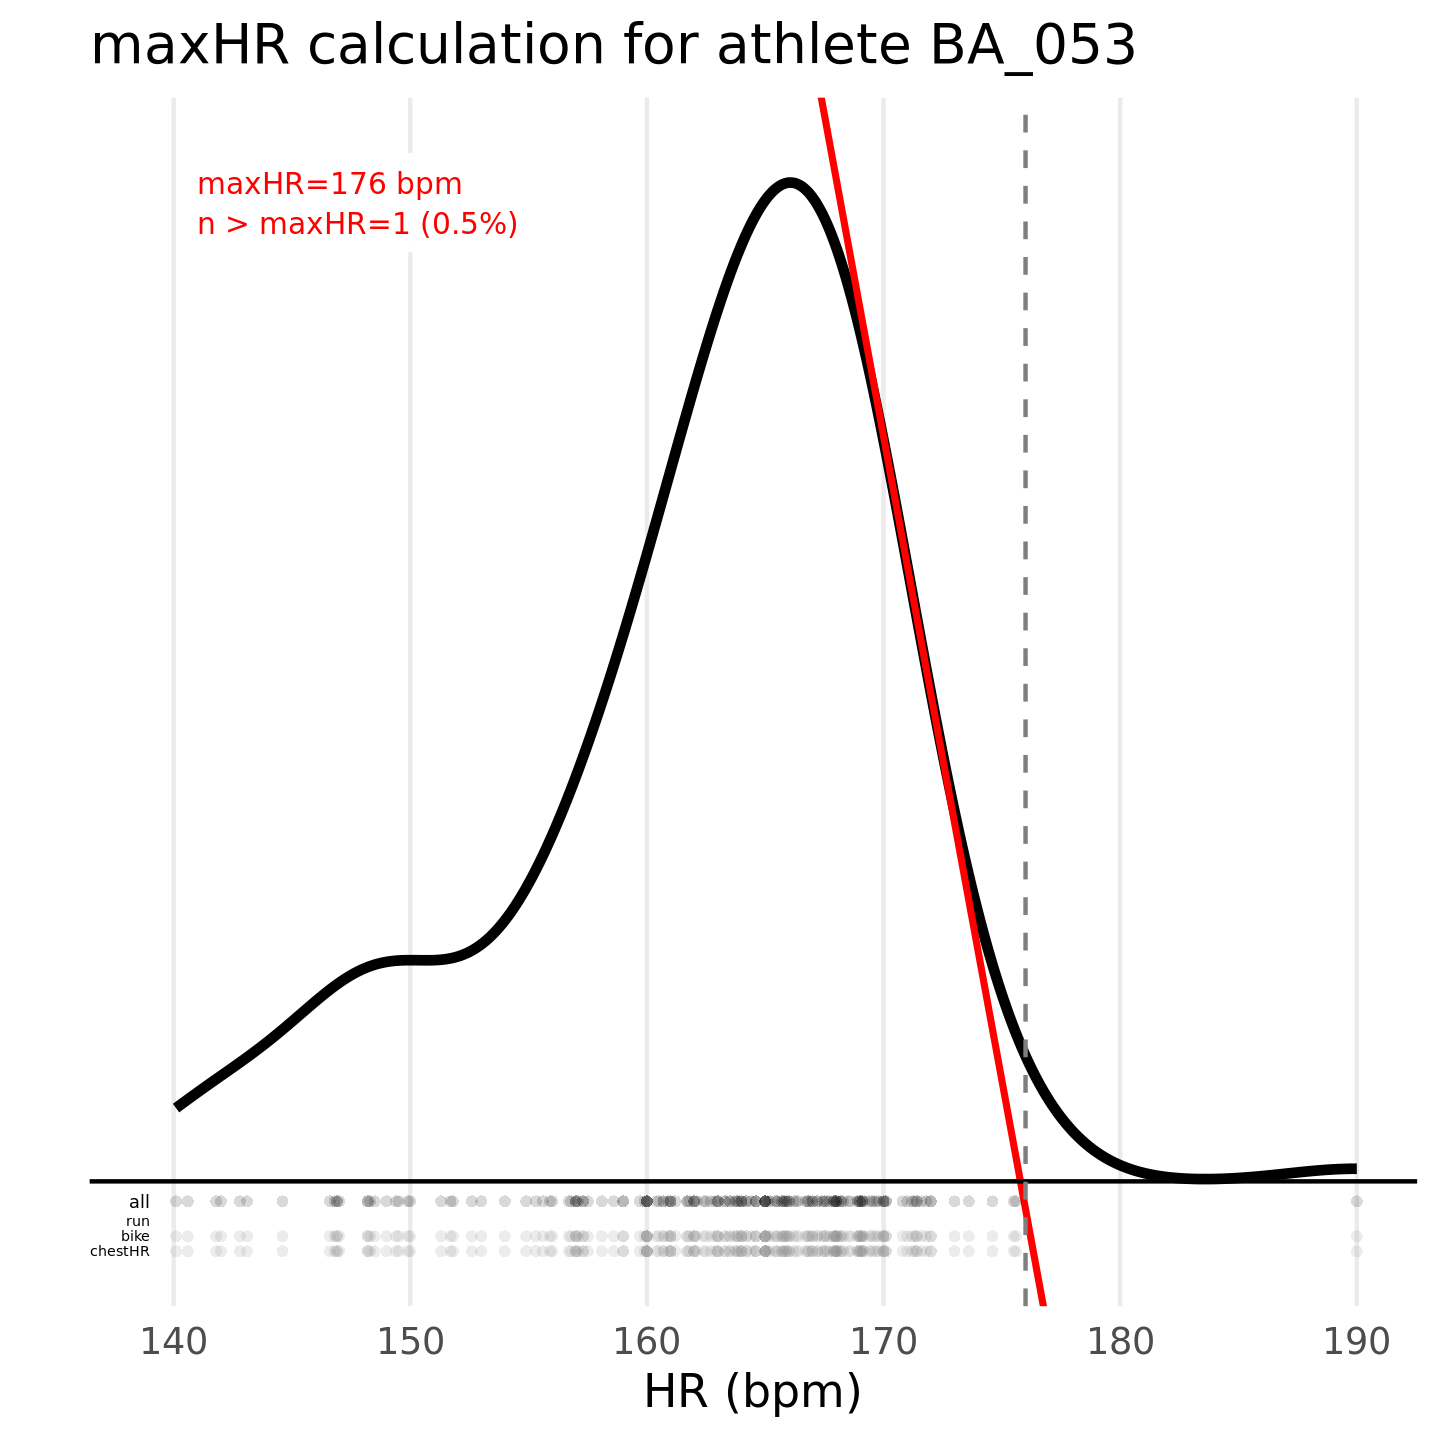 maxHR calculation for athlete BA_053
maxHR=176 bpm
n > maxHR=1 (0.5%)
all
run
bike
chestHR
140 150 160 170 180 190
HR (bpm)